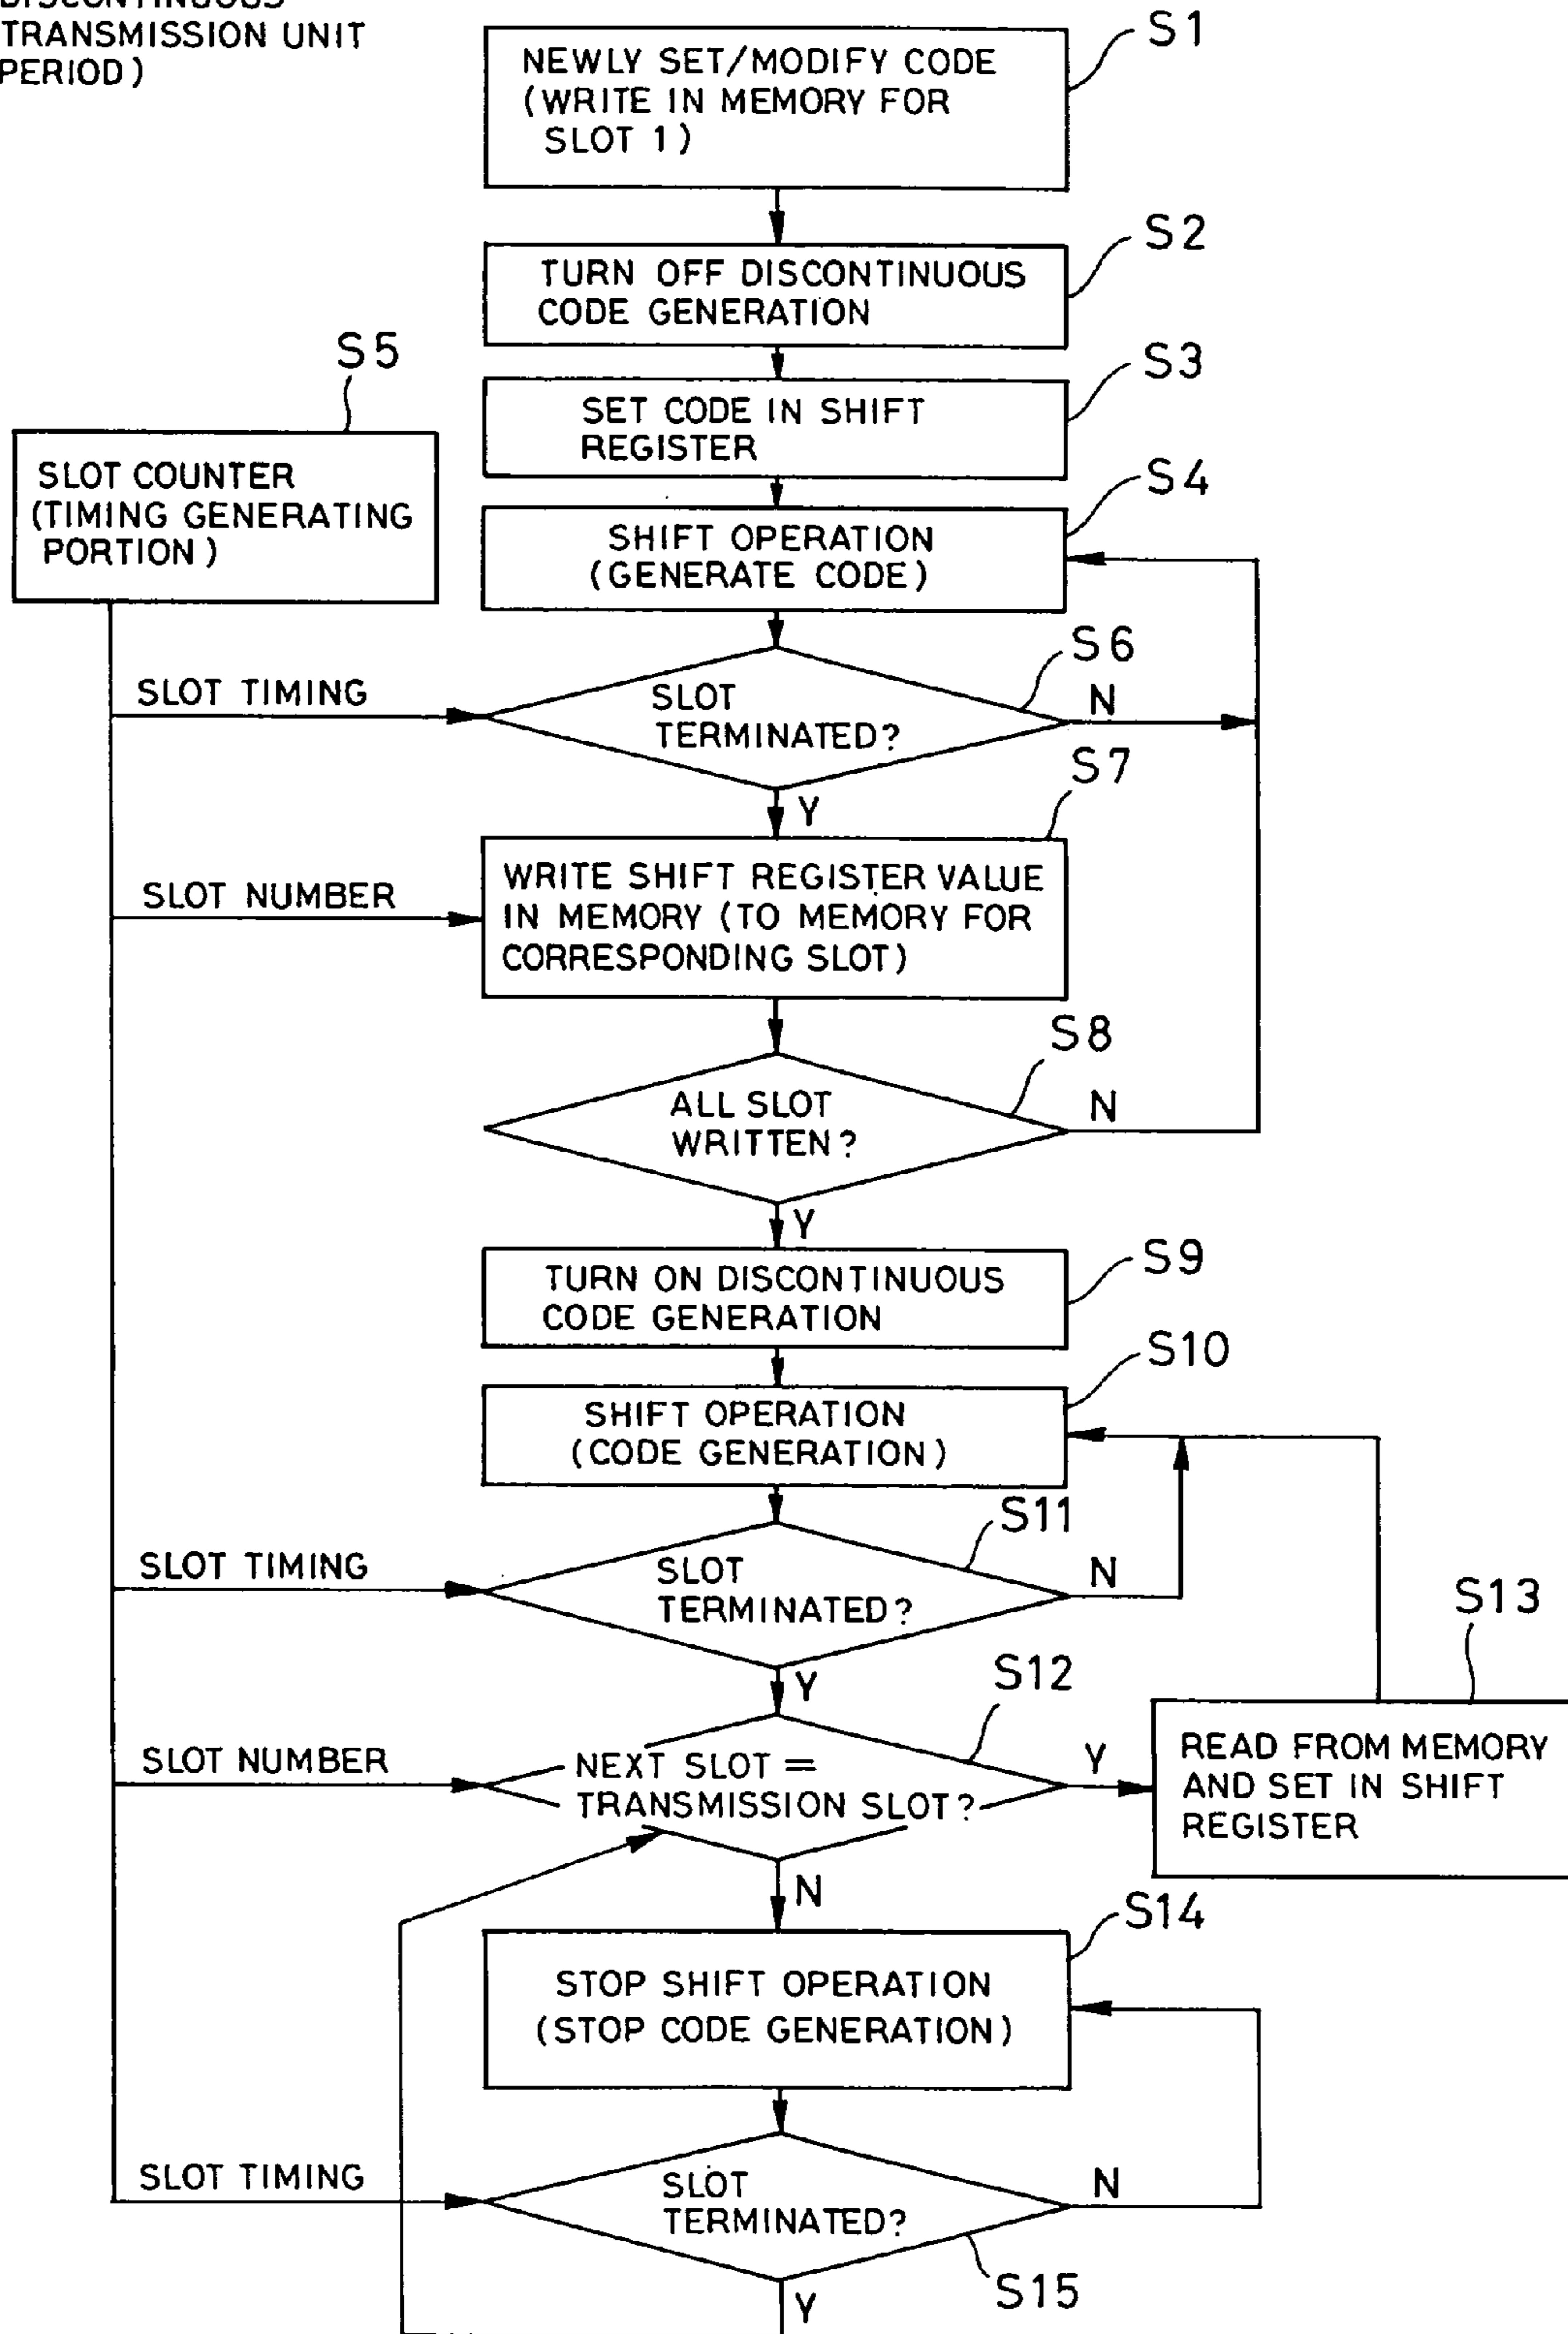 DISCONTINUOUS
TRANSMISSION UNIT
PERIOD)
S1
NEWLY SET/MODIFY CODE
(WRITE IN MEMORY FOR
SLOT 1)
S2
TURN OFF DISCONTINUOUS
CODE GENERATION
S3
SET CODE IN SHIFT
REGISTER
S5
SLOT COUNTER
(TIMING GENERATING
PORTION)
S4
SHIFT OPERATION
(GENERATE CODE)
S6
SLOT TIMING
SLOT
TERMINATED?
N
Y
S7
SLOT NUMBER
WRITE SHIFT REGISTER VALUE
IN MEMORY (TO MEMORY FOR
CORRESPONDING SLOT)
S8
ALL SLOT
WRITTEN?
N
Y
S9
TURN ON DISCONTINUOUS
CODE GENERATION
S10
SHIFT OPERATION
(CODE GENERATION)
S11
SLOT TIMING
SLOT
TERMINATED?
N
Y
S12
SLOT NUMBER
NEXT SLOT =
TRANSMISSION SLOT?
Y
S13
READ FROM MEMORY
AND SET IN SHIFT
REGISTER
N
S14
STOP SHIFT OPERATION
(STOP CODE GENERATION)
SLOT TIMING
SLOT
TERMINATED?
N
S15
Y